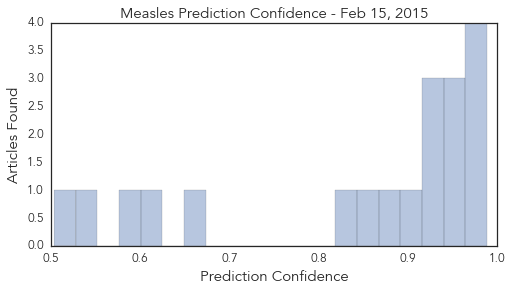 Measles Prediction Confidence - Feb 15, 2015
Articles Found
4.0
3.5
3.0
2.5
2.0
1.5
1.0
0.5
0.0
0.5 0.6 0.7 0.8 0.9 1.0
Prediction Confidence